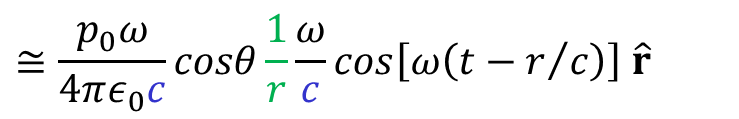 ≅ p₀ω/4πϵ₀c cosθ 1/r ω/c cos[ω(t − r/c)] r̂